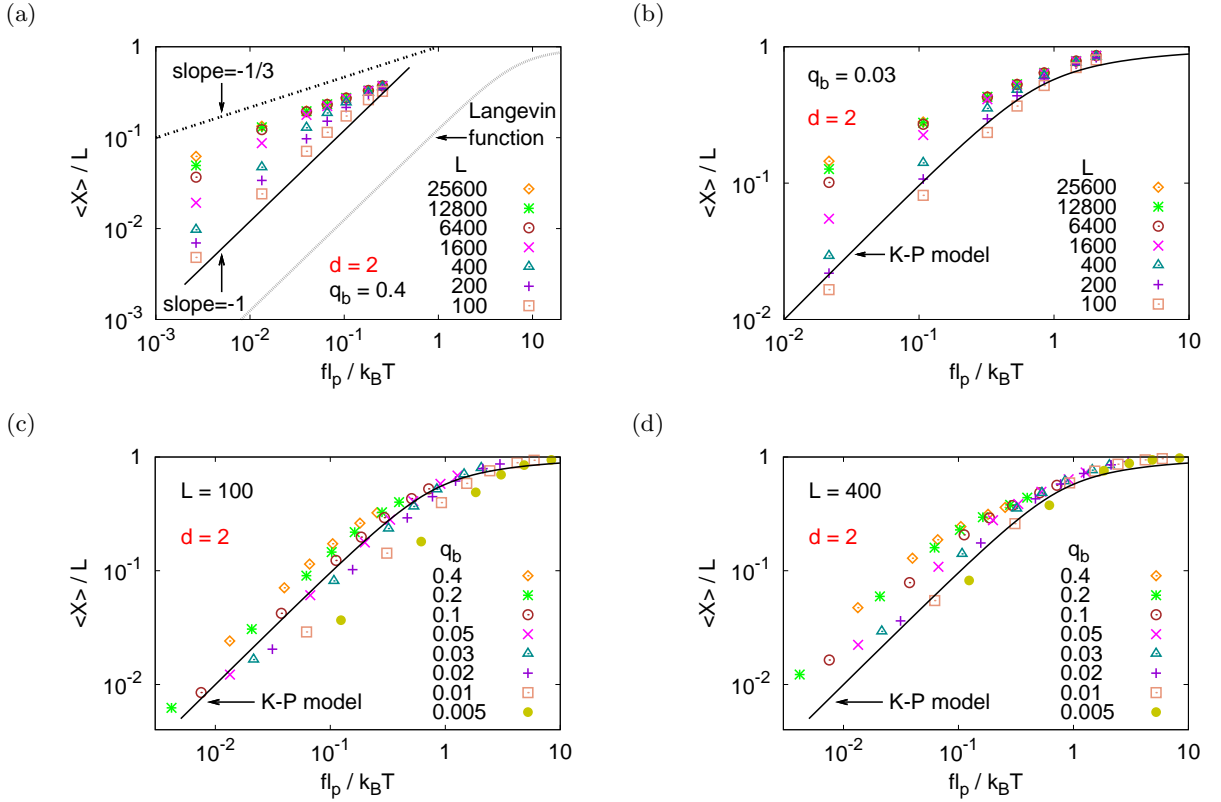 (a)
<X> / L
1
10⁻¹
10⁻²
10⁻³
slope=-1/3
Langevin
function
slope=-1
d = 2
q_b = 0.4
L
25600
12800
6400
1600
400
200
100
10⁻³
10⁻²
10⁻¹
1
10
fl_p / k_BT
(b)
<X> / L
1
10⁻¹
10⁻²
q_b = 0.03
d = 2
K-P model
L
25600
12800
6400
1600
400
200
100
10⁻²
10⁻¹
1
10
fl_p / k_BT
(c)
<X> / L
1
10⁻¹
10⁻²
L = 100
d = 2
K-P model
q_b
0.4
0.2
0.1
0.05
0.03
0.02
0.01
0.005
10⁻²
10⁻¹
1
10
fl_p / k_BT
(d)
<X> / L
1
10⁻¹
10⁻²
L = 400
d = 2
K-P model
q_b
0.4
0.2
0.1
0.05
0.03
0.02
0.01
0.005
10⁻²
10⁻¹
1
10
fl_p / k_BT